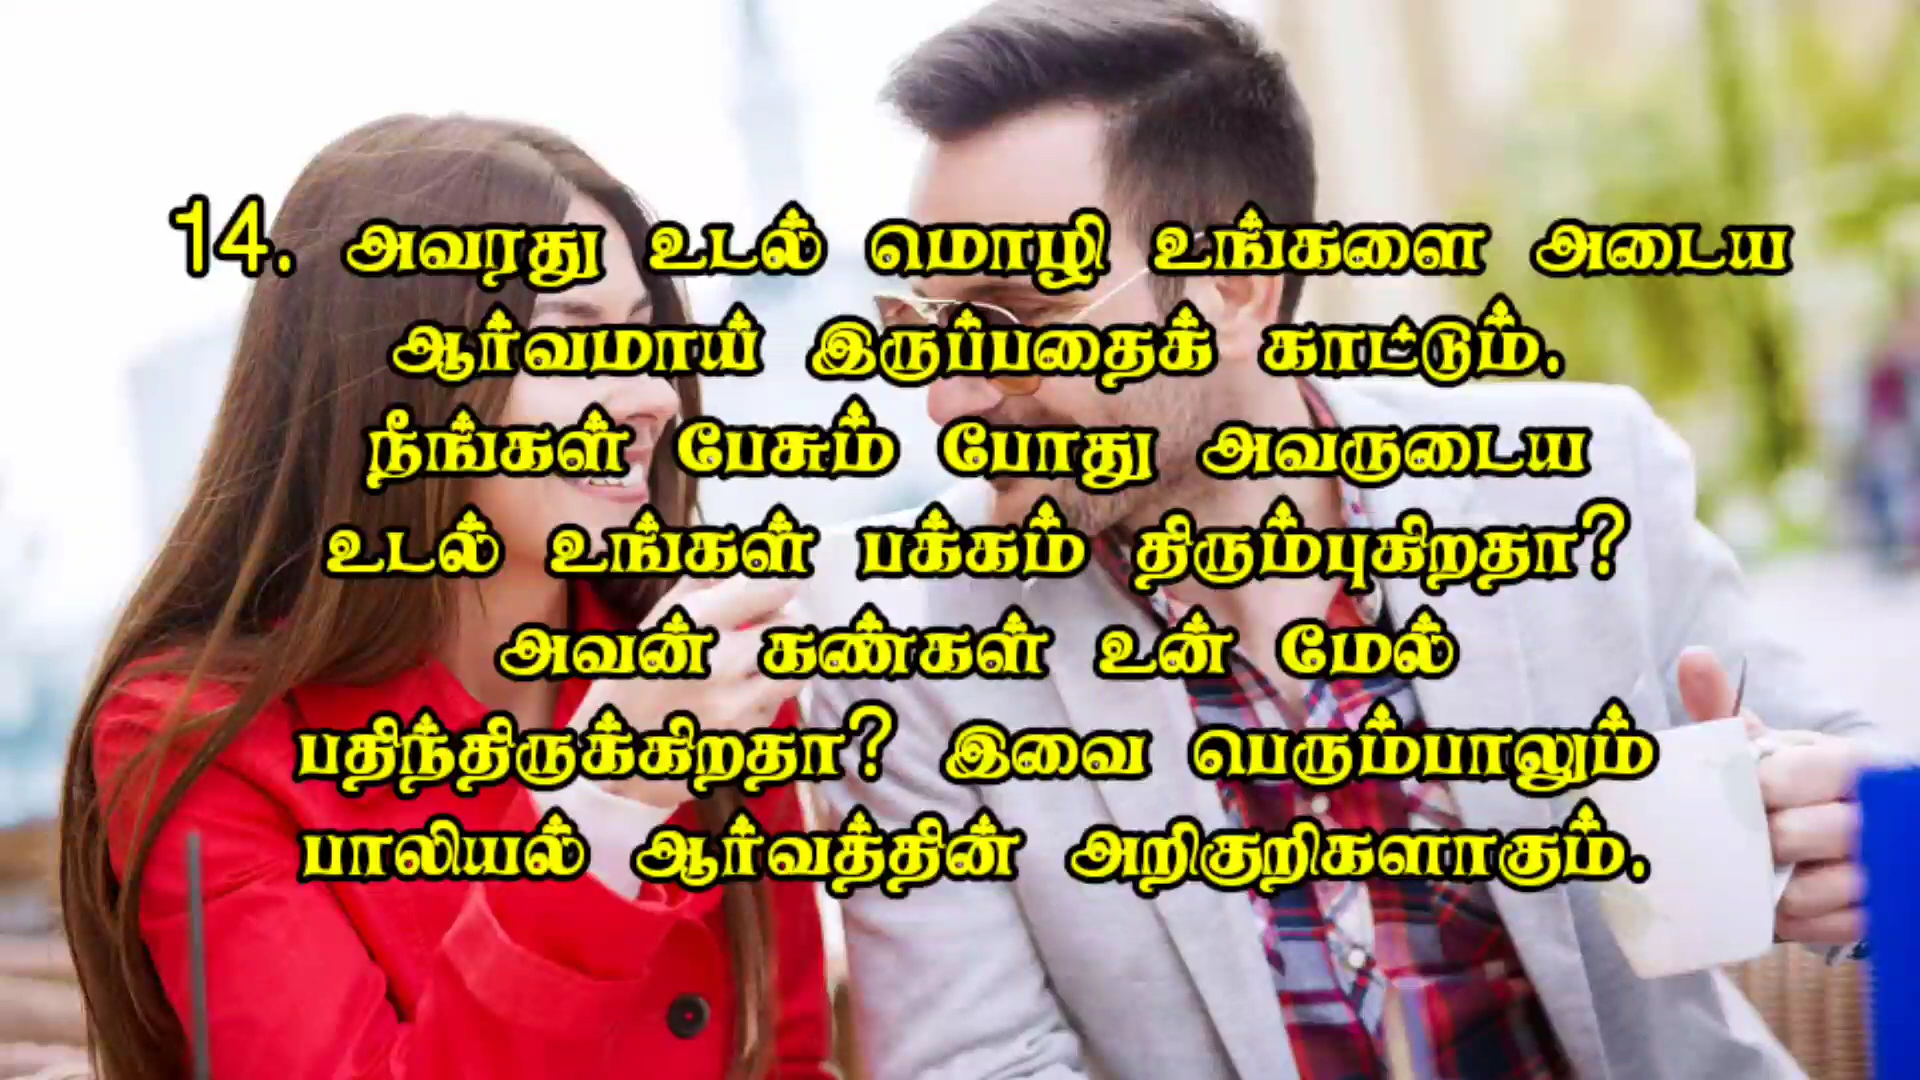 14. அவரது உடல் மொழி உங்களை அடைய
ஆர்வமாய் இருப்பதைக் காட்டும்.
நீங்கள் பேசும் போது அவருடைய
உடல் உங்கள் பக்கம் திரும்புகிறதா?
அவன் கண்கள் உன் மேல்
பதிந்திருக்கிறதா? இவை பெரும்பாலும்
பாலியல் ஆர்வத்தின் அறிகுறிகளாகும்.